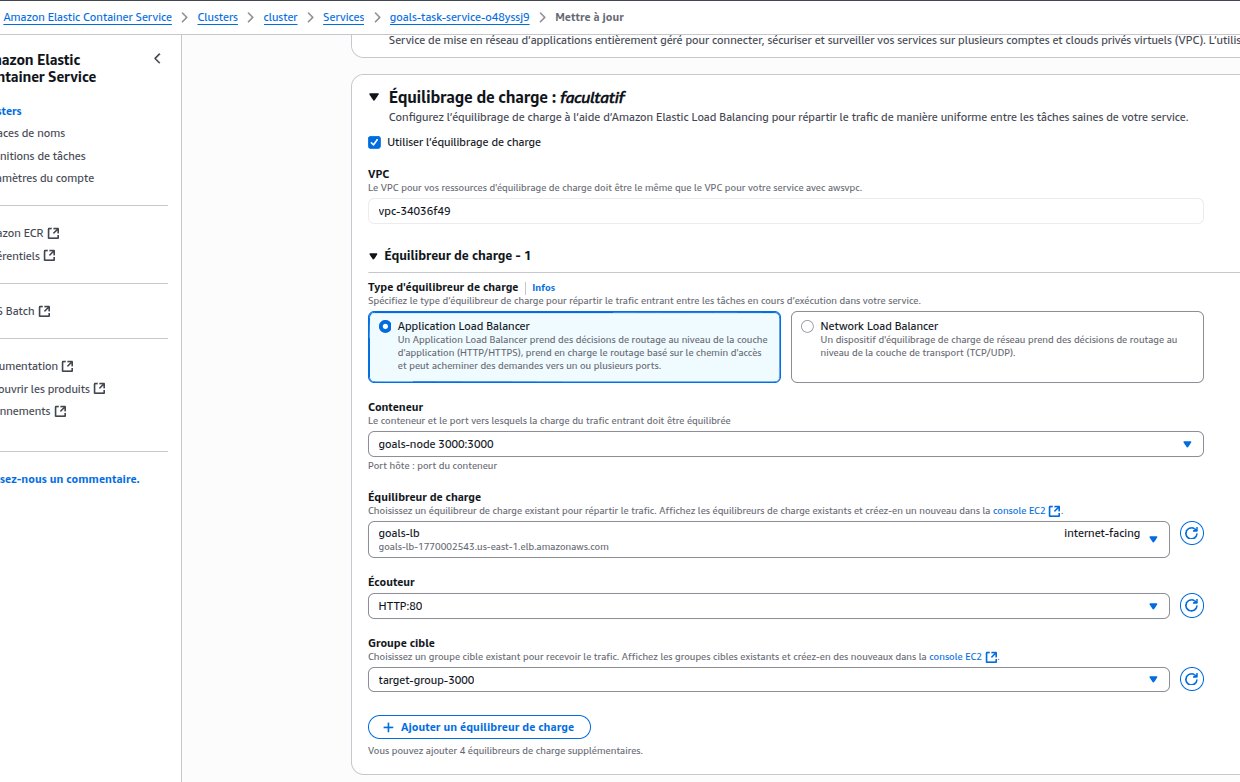 Amazon Elastic Container Service > Clusters > cluster > Services > goals-task-service-o48yssj9 > Mettre à jour
Service de mise en réseau d'applications entièrement géré pour connecter, sécuriser et surveiller vos services sur plusieurs comptes et clouds privés virtuels (VPC). L'utilis
azon Elastic
ntainer Service
sters
aces de noms
nitions de tâches
amètres du compte
azon ECR
érentiels
S Batch
umentation
ouvrir les produits
nnements
sez-nous un commentaire.
Équilibrage de charge : facultatif
Configurez l'équilibrage de charge à l'aide d'Amazon Elastic Load Balancing pour répartir le trafic de manière uniforme entre les tâches saines de votre service.
Utiliser l'équilibrage de charge
VPC
Le VPC pour vos ressources d'équilibrage de charge doit être le même que le VPC pour votre service avec awsvpc.
vpc-34036f49
Équilibreur de charge - 1
Type d'équilibreur de charge | Infos
Spécifiez le type d'équilibreur de charge pour répartir le trafic entrant entre les tâches en cours d'exécution dans votre service.
Application Load Balancer
Un Application Load Balancer prend des décisions de routage au niveau de la couche
d'application (HTTP/HTTPS), prend en charge le routage basé sur le chemin d'accès
et peut acheminer des demandes vers un ou plusieurs ports.
Network Load Balancer
Un dispositif d'équilibrage de charge de réseau prend des décisions de routage au
niveau de la couche de transport (TCP/UDP).
Conteneur
Le conteneur et le port vers lesquels la charge du trafic entrant doit être équilibrée
goals-node 3000:3000
Port hôte : port du conteneur
Équilibreur de charge
Choisissez un équilibreur de charge existant pour répartir le trafic. Affichez les équilibreurs de charge existants et créez-en un nouveau dans la console EC2.
goals-lb internet-facing
goals-lb-1770002543.us-east-1.elb.amazonaws.com
Écouteur
HTTP:80
Groupe cible
Choisissez un groupe cible existant pour recevoir le trafic. Affichez les groupes cibles existants et créez-en des nouveaux dans la console EC2.
target-group-3000
+ Ajouter un équilibreur de charge
Vous pouvez ajouter 4 équilibreurs de charge supplémentaires.